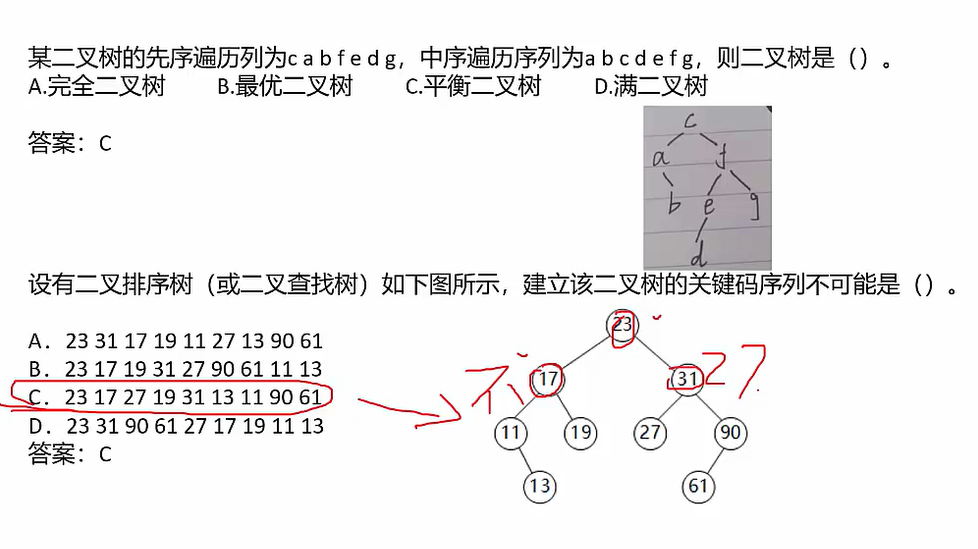 某二叉树的先序遍历列为c a b f e d g，中序遍历序列为a b c d e f g，则二叉树是（）。
A.完全二叉树 B.最优二叉树 C.平衡二叉树 D.满二叉树
答案：C
c
a f
b e g
d
设有二叉排序树（或二叉查找树）如下图所示，建立该二叉树的关键码序列不可能是（）。
A. 23 31 17 19 11 27 13 90 61
B. 23 17 19 31 27 90 61 11 13
C. 23 17 27 19 31 13 11 90 61
D. 23 31 90 61 27 17 19 11 13
答案：C
23
不 17 31 27
11 19 27 90
13 61